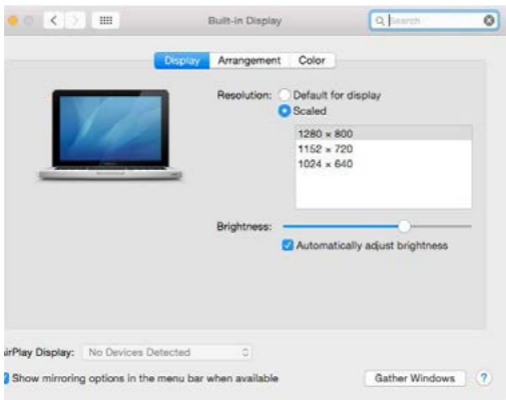 Built-in Display
Search
Display Arrangement Color
Resolution: Default for display
Scaled
1280 × 800
1152 × 720
1024 × 640
Brightness:
Automatically adjust brightness
irPlay Display: No Devices Detected
Show mirroring options in the menu bar when available
Gather Windows ?